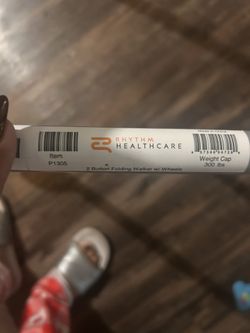 RHYTHM
HEALTHCARE
Item
P1305
2 Button Folding Walker w/ Wheels
Weight Cap
300 lbs